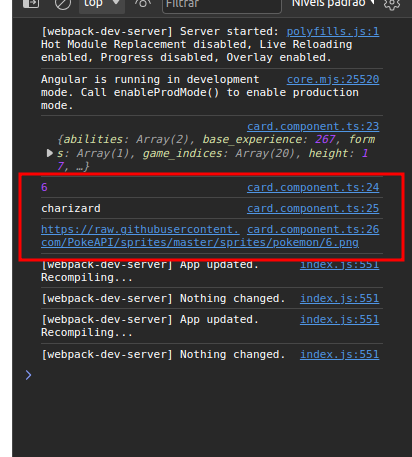 top
Níveis padrão
[webpack-dev-server] Server started: polyfills.js:1
Hot Module Replacement disabled, Live Reloading
enabled, Progress disabled, Overlay enabled.
Angular is running in development core.mjs:25520
mode. Call enableProdMode() to enable production
mode.
card.component.ts:23
{abilities: Array(2), base_experience: 267, form
s: Array(1), game_indices: Array(20), height: 1
7, …}
6 card.component.ts:24
charizard card.component.ts:25
https://raw.githubusercontent. card.component.ts:26
com/PokeAPI/sprites/master/sprites/pokemon/6.png
[webpack-dev-server] App updated. index.js:551
Recompiling...
[webpack-dev-server] Nothing changed. index.js:551
[webpack-dev-server] App updated. index.js:551
Recompiling...
[webpack-dev-server] Nothing changed. index.js:551